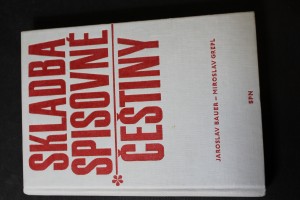 SKLADBA
SPISOVNÉ
ČEŠTINY
JAROSLAV BAUER – MIROSLAV GREPL
SPN